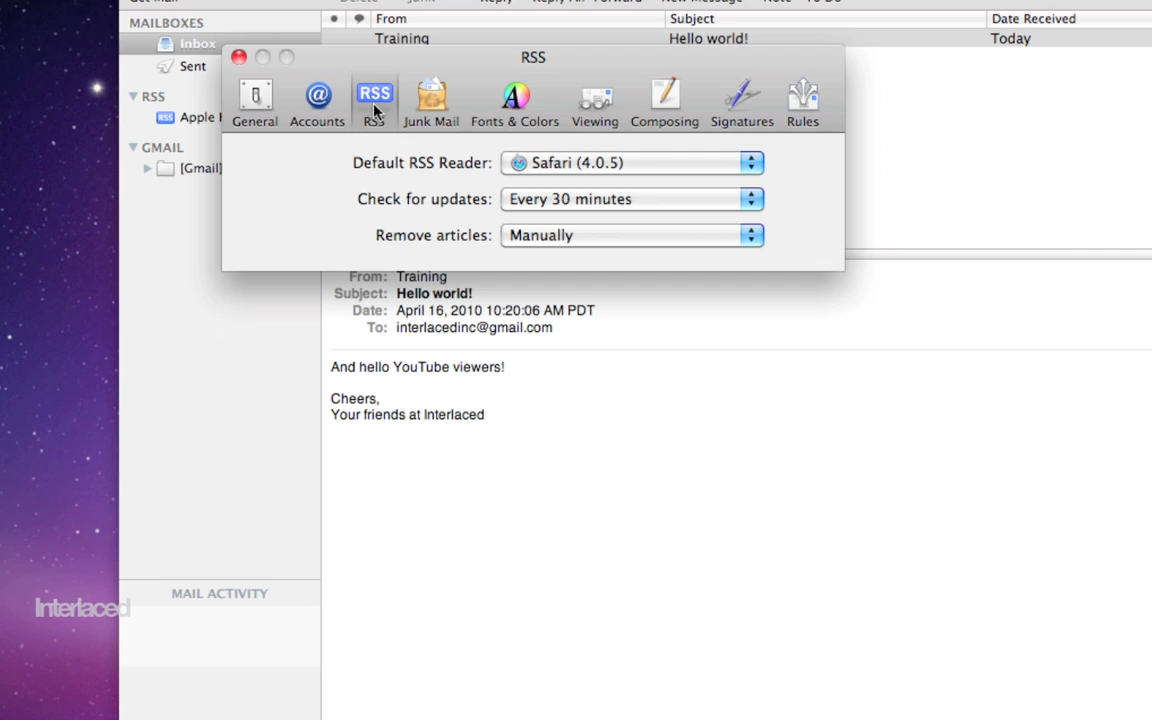 MAILBOXES
From
Subject
Date Received
Inbox
Training
Hello world!
Today
Sent
RSS
Apple
GMAIL
[Gmail]
RSS
General
Accounts
RSS
RSS
Junk Mail
Fonts & Colors
Viewing
Composing
Signatures
Rules
Default RSS Reader: Safari (4.0.5)
Check for updates: Every 30 minutes
Remove articles: Manually
From: Training
Subject: Hello world!
Date: April 16, 2010 10:20:06 AM PDT
To: interlacedinc@gmail.com
And hello YouTube viewers!
Cheers,
Your friends at Interlaced
MAIL ACTIVITY
Interlaced